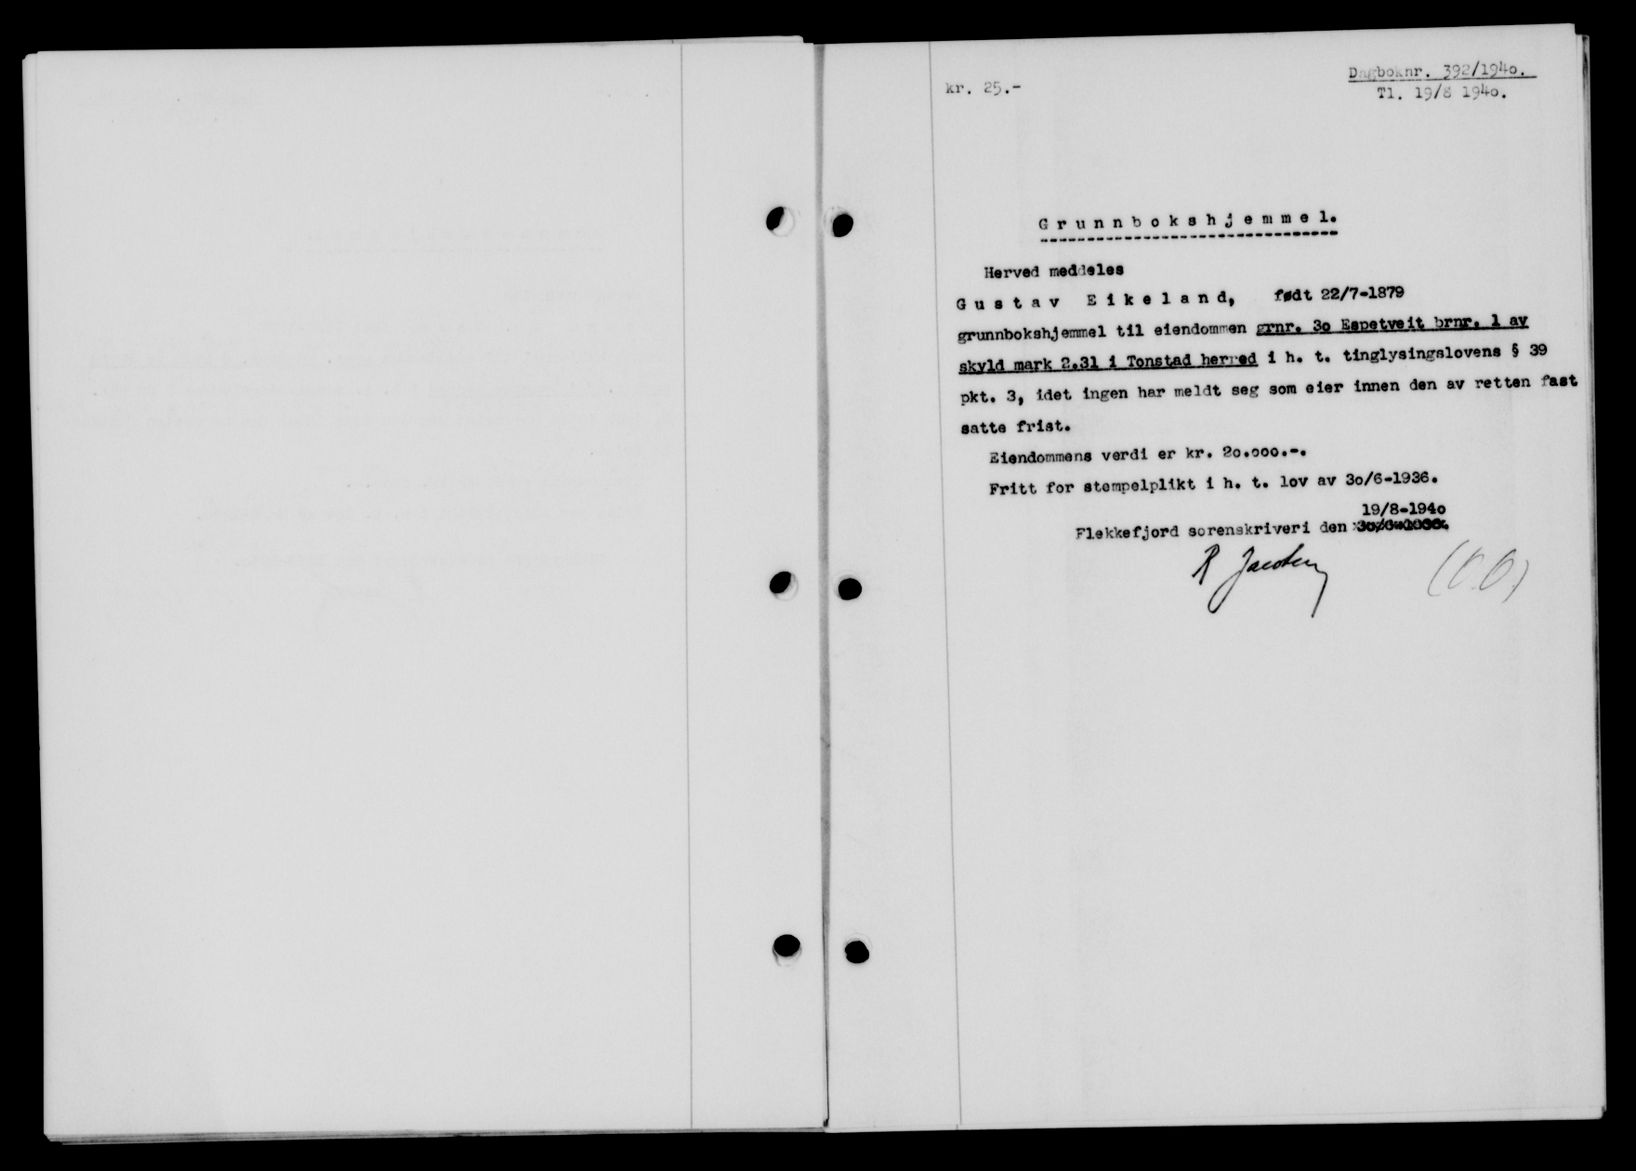 kr. 25.-
Dagboknr. 392/1940.
Tl. 19/8 1940.
Grunnbokshjemmel.
Herved meddeles
Gustav Eikeland, født 22/7-1879
grunnbokshjemmel til eiendommen grnr. 30 Espetveit brnr. 1 av
skyld mark 2.31 i Tonstad herred i h. t. tinglysingslovens § 39
pkt. 3, idet ingen har meldt seg som eier innen den av retten fast
satte frist.
Eiendommens verdi er kr. 20.000.-.
Fritt for stempelplikt i h. t. lov av 30/6-1936.
19/8-1940
Flekkefjord sorenskriveri den
R Jacobsen